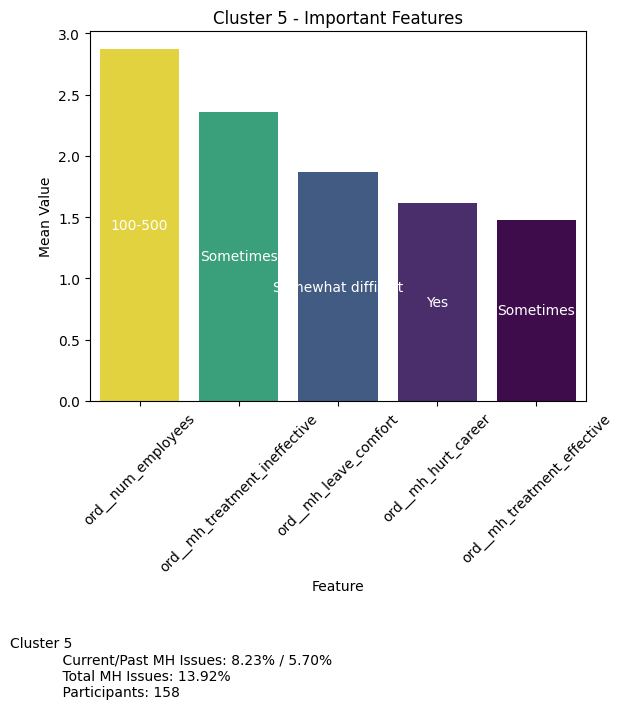 Cluster 5 - Important Features
3.0
2.5
2.0
1.5
1.0
0.5
0.0
Mean Value
100-500
Sometimes
Somewhat difficult
Yes
Sometimes
ord__num_employees
ord__mh_treatment_ineffective
ord__mh_leave_comfort
ord__mh_hurt_career
ord__mh_treatment_effective
Feature
Cluster 5
Current/Past MH Issues: 8.23% / 5.70%
Total MH Issues: 13.92%
Participants: 158